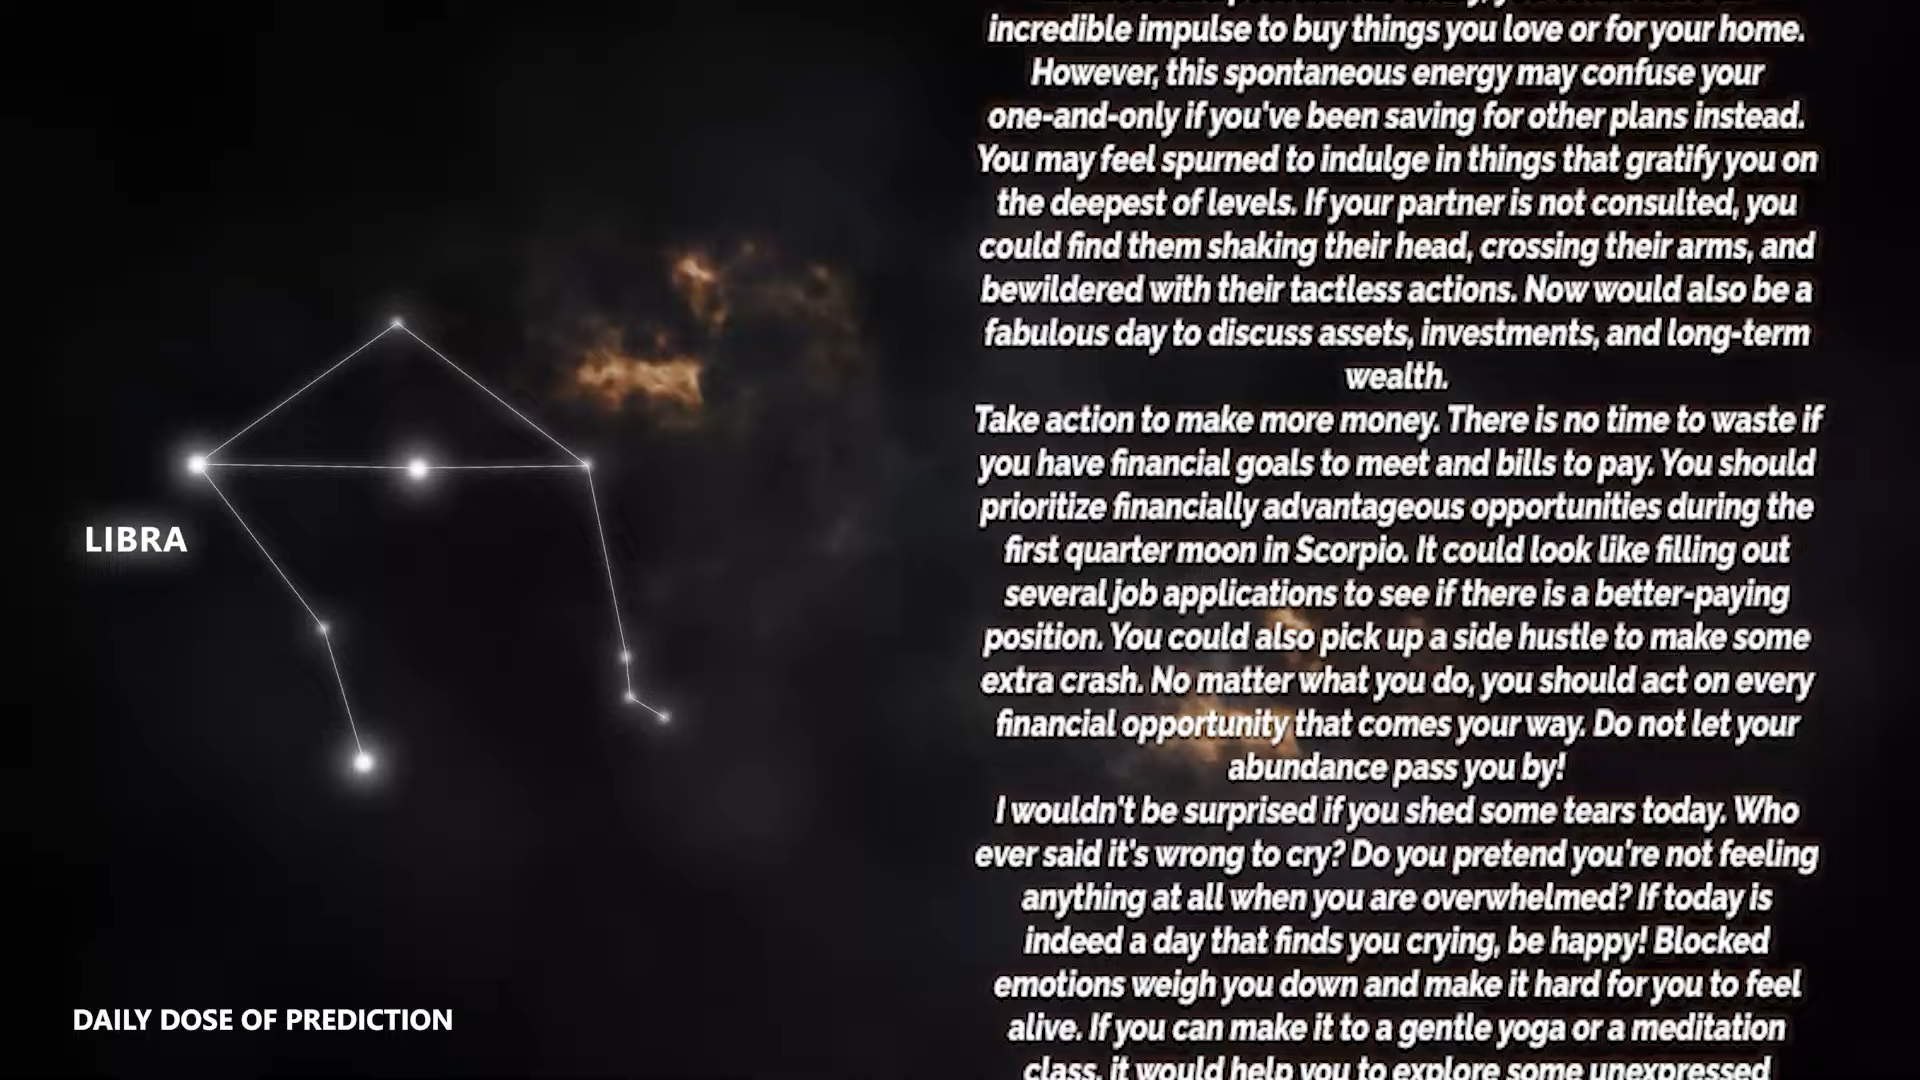 incredible impulse to buy things you love or for your home.
However, this spontaneous energy may confuse your
one-and-only if you've been saving for other plans instead.
You may feel spurned to indulge in things that gratify you on
the deepest of levels. If your partner is not consulted, you
could find them shaking their head, crossing their arms, and
bewildered with their tactless actions. Now would also be a
fabulous day to discuss assets, investments, and long-term
wealth.
Take action to make more money. There is no time to waste if
you have financial goals to meet and bills to pay. You should
prioritize financially advantageous opportunities during the
first quarter moon in Scorpio. It could look like filling out
several job applications to see if there is a better-paying
position. You could also pick up a side hustle to make some
extra crash. No matter what you do, you should act on every
financial opportunity that comes your way. Do not let your
abundance pass you by!
I wouldn't be surprised if you shed some tears today. Who
ever said it's wrong to cry? Do you pretend you're not feeling
anything at all when you are overwhelmed? If today is
indeed a day that finds you crying, be happy! Blocked
emotions weigh you down and make it hard for you to feel
alive. If you can make it to a gentle yoga or a meditation
class, it would help you to explore some unexpressed
LIBRA
DAILY DOSE OF PREDICTION